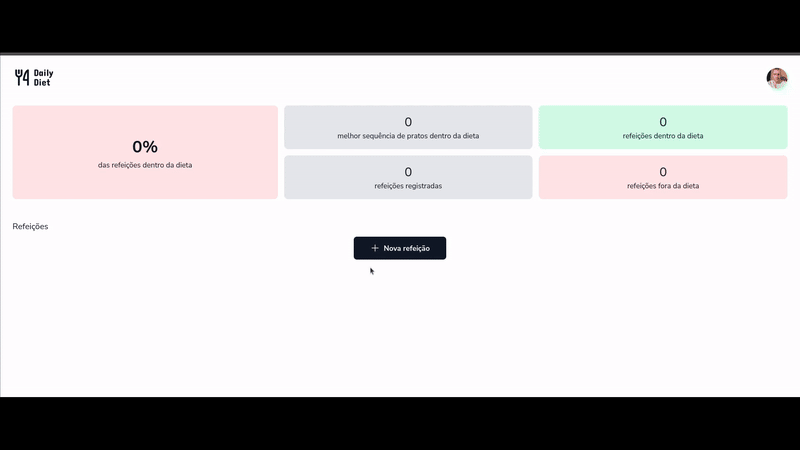 Daily
Diet
0%
das refeições dentro da dieta
0
melhor sequência de pratos dentro da dieta
0
refeições dentro da dieta
0
refeições registradas
0
refeições fora da dieta
Refeições
+ Nova refeição